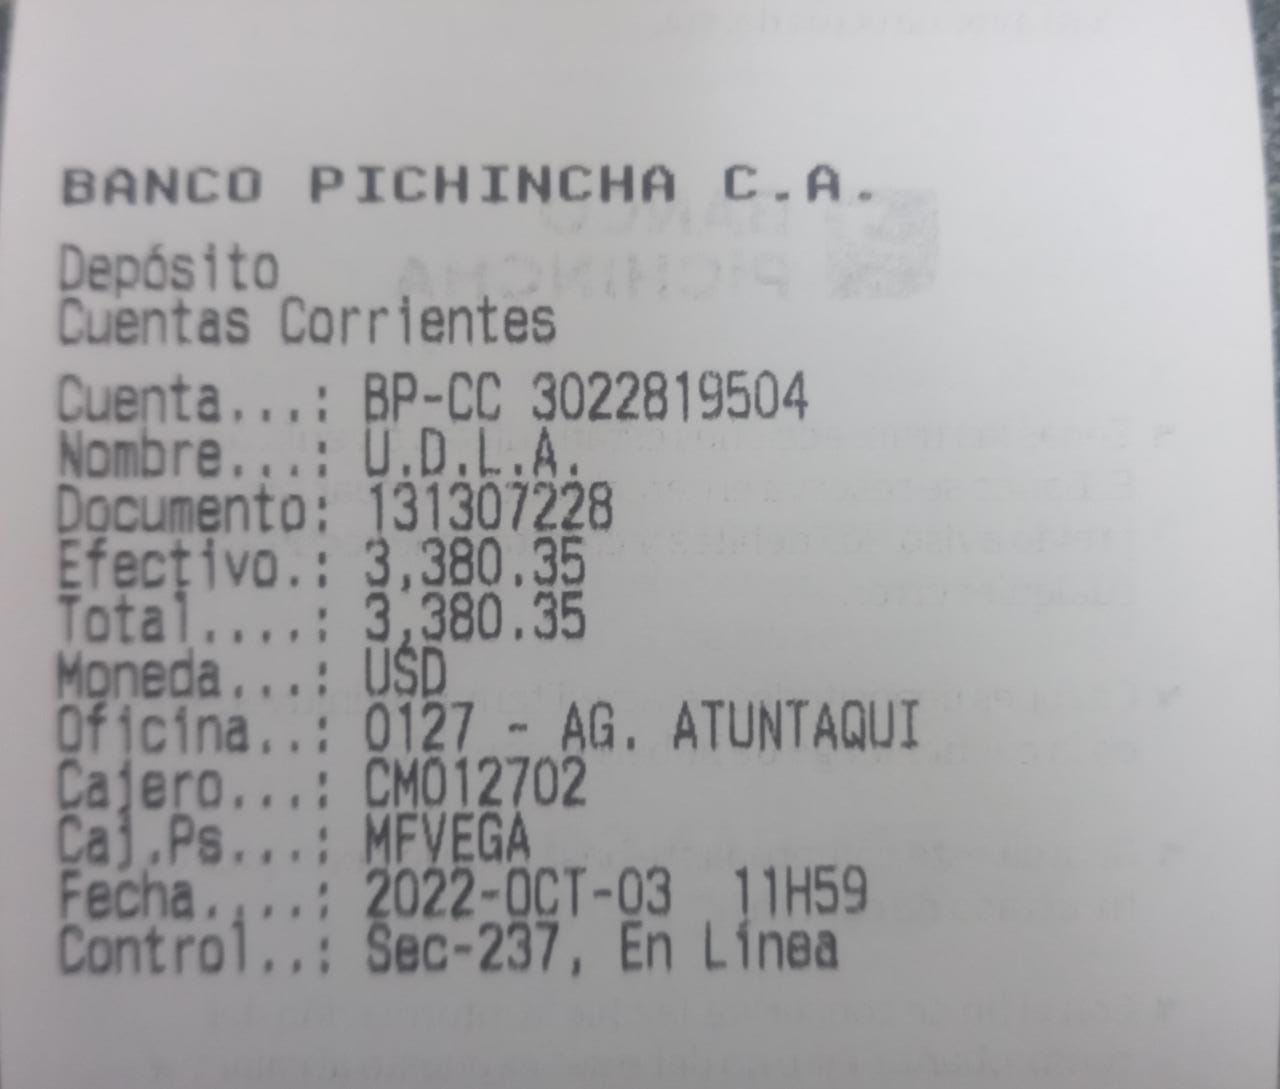 BANCO PICHINCHA C.A.
Depósito
Cuentas Corrientes
Cuenta...: BP-CC 3022819504
Nombre...: U.D.L.A.
Documento: 131307228
Efectivo.: 3,380.35
Total....: 3,380.35
Moneda...: USD
Oficina..: 0127 - AG. ATUNTAQUI
Cajero...: CM012702
Caj.Ps...: MFVEGA
Fecha....: 2022-OCT-03 11H59
Control..: Sec-237, En Línea
BANCO
PICHINCHA